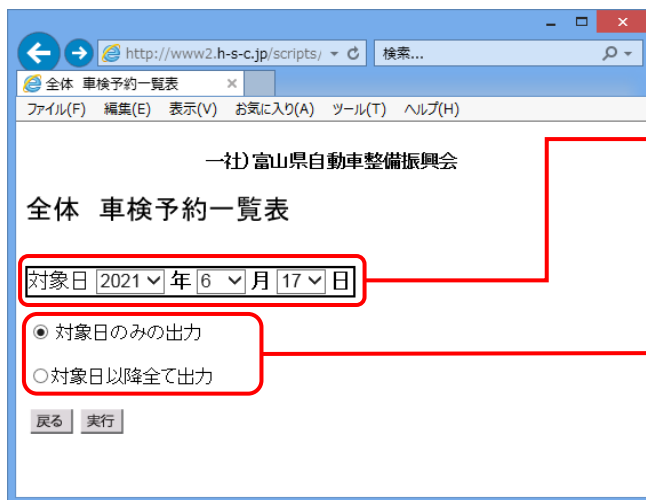 http://www2.h-s-c.jp/scripts/
検索...
全体 車検予約一覧表
ファイル(F) 編集(E) 表示(V) お気に入り(A) ツール(T) ヘルプ(H)
一社)富山県自動車整備振興会
全体 車検予約一覧表
対象日 2021 年 6 月 17 日
対象日のみの出力
対象日以降全て出力
戻る 実行